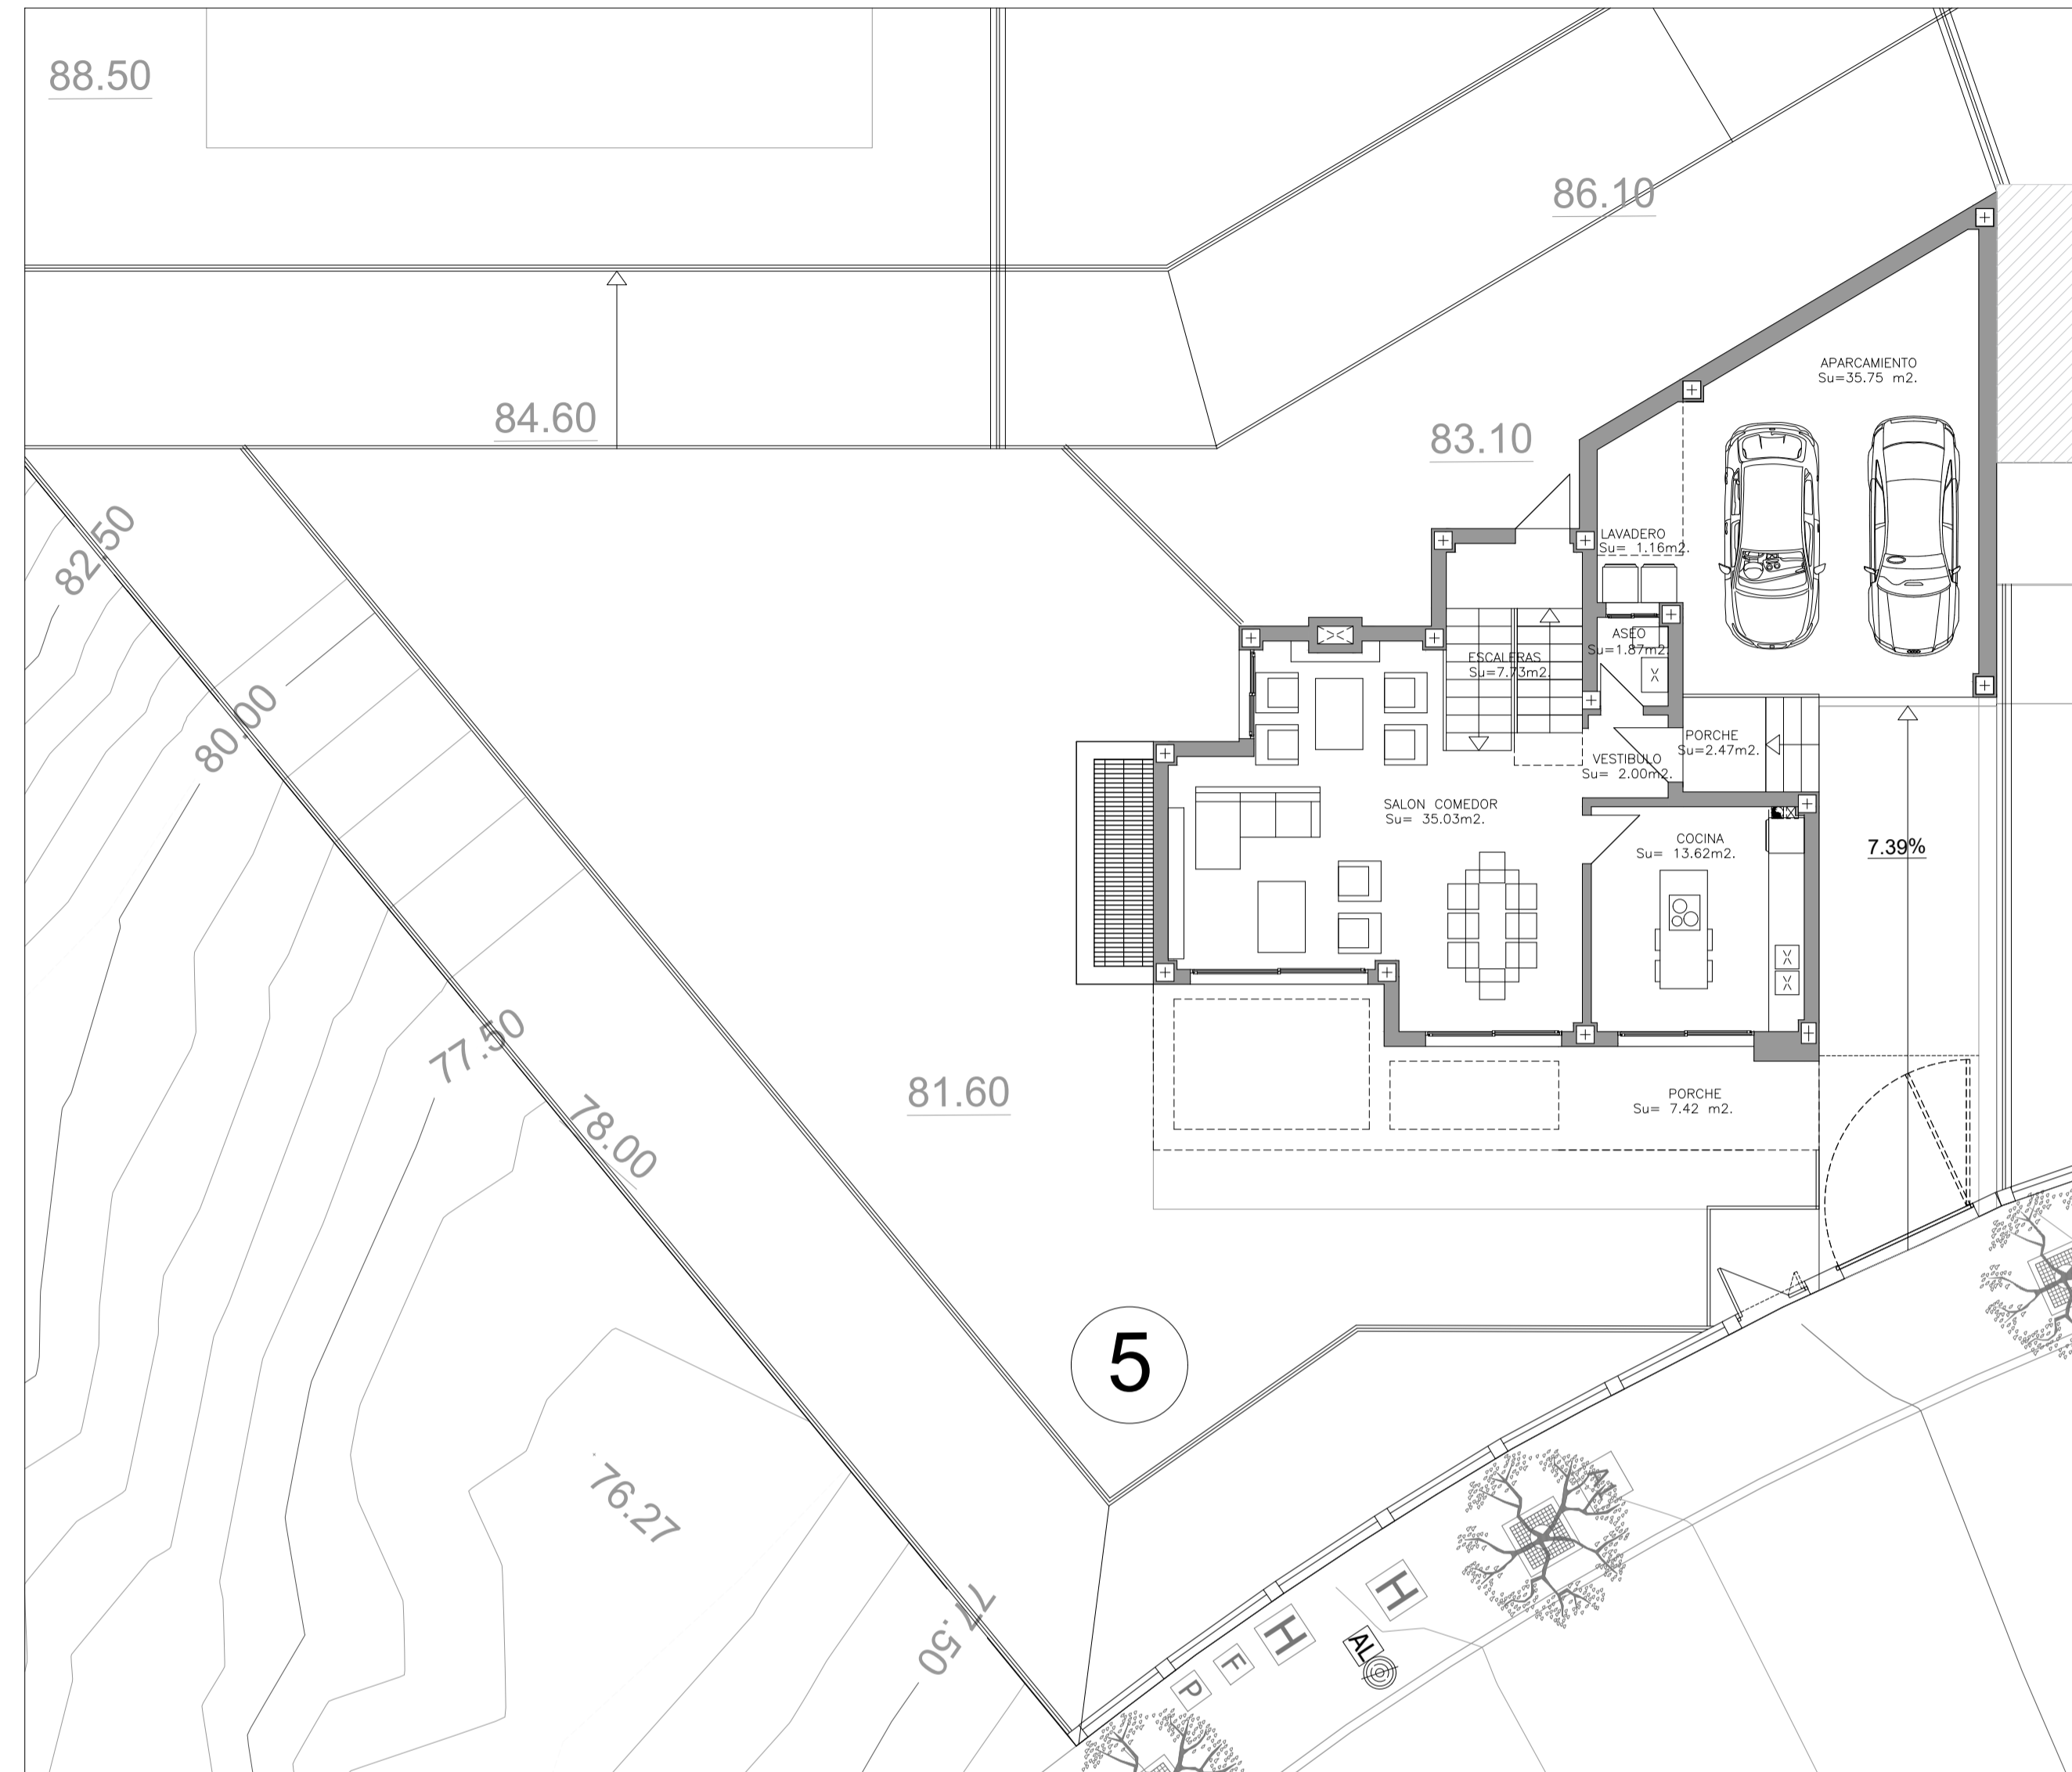 88.50
86.10
APARCAMIENTO
Su=35.75 m2.
84.60
83.10
82.50
LAVADERO
Su= 1.16m2.
ASEO
Su=1.87m2.
ESCALERAS
Su=7.73m2.
80.00
PORCHE
Su=2.47m2.
VESTIBULO
Su= 2.00m2.
SALON COMEDOR
Su= 35.03m2.
COCINA
Su= 13.62m2.
7.39%
77.50
81.60
PORCHE
Su= 7.42 m2.
78.00
5
76.27
77.50
H
H
AL
F
P